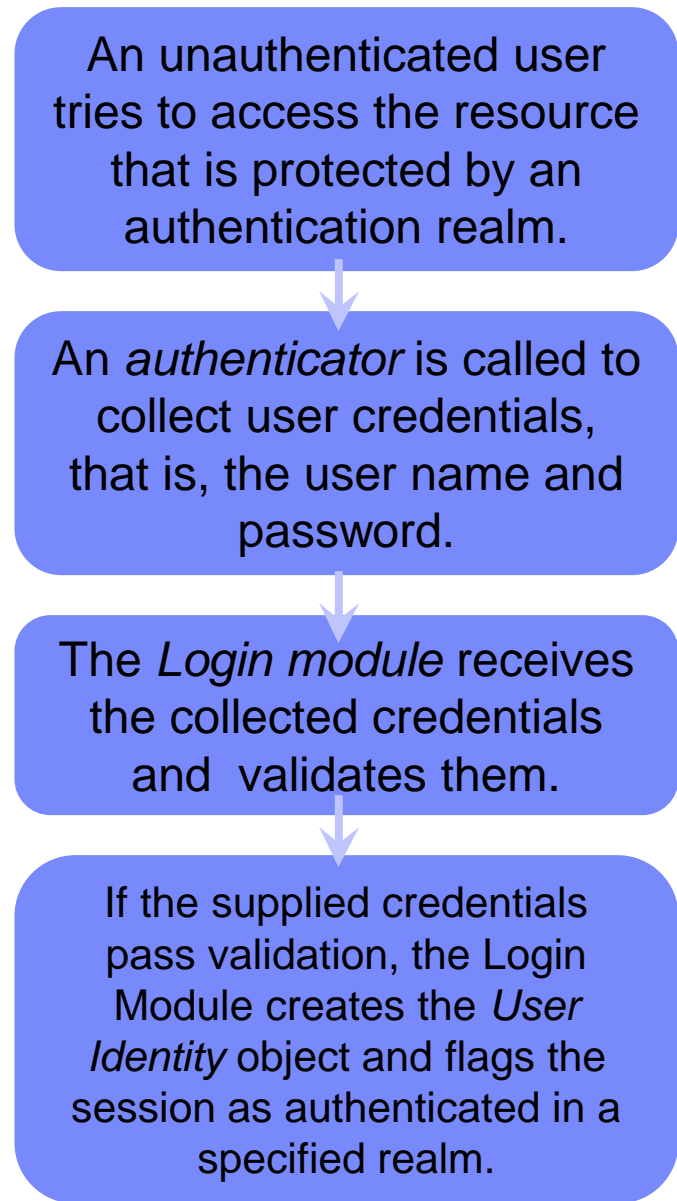 An unauthenticated user
tries to access the resource
that is protected by an
authentication realm.
An authenticator is called to
collect user credentials,
that is, the user name and
password.
The Login module receives
the collected credentials
and  validates them.
If the supplied credentials
pass validation, the Login
Module creates the User
Identity object and flags the
session as authenticated in a
specified realm.